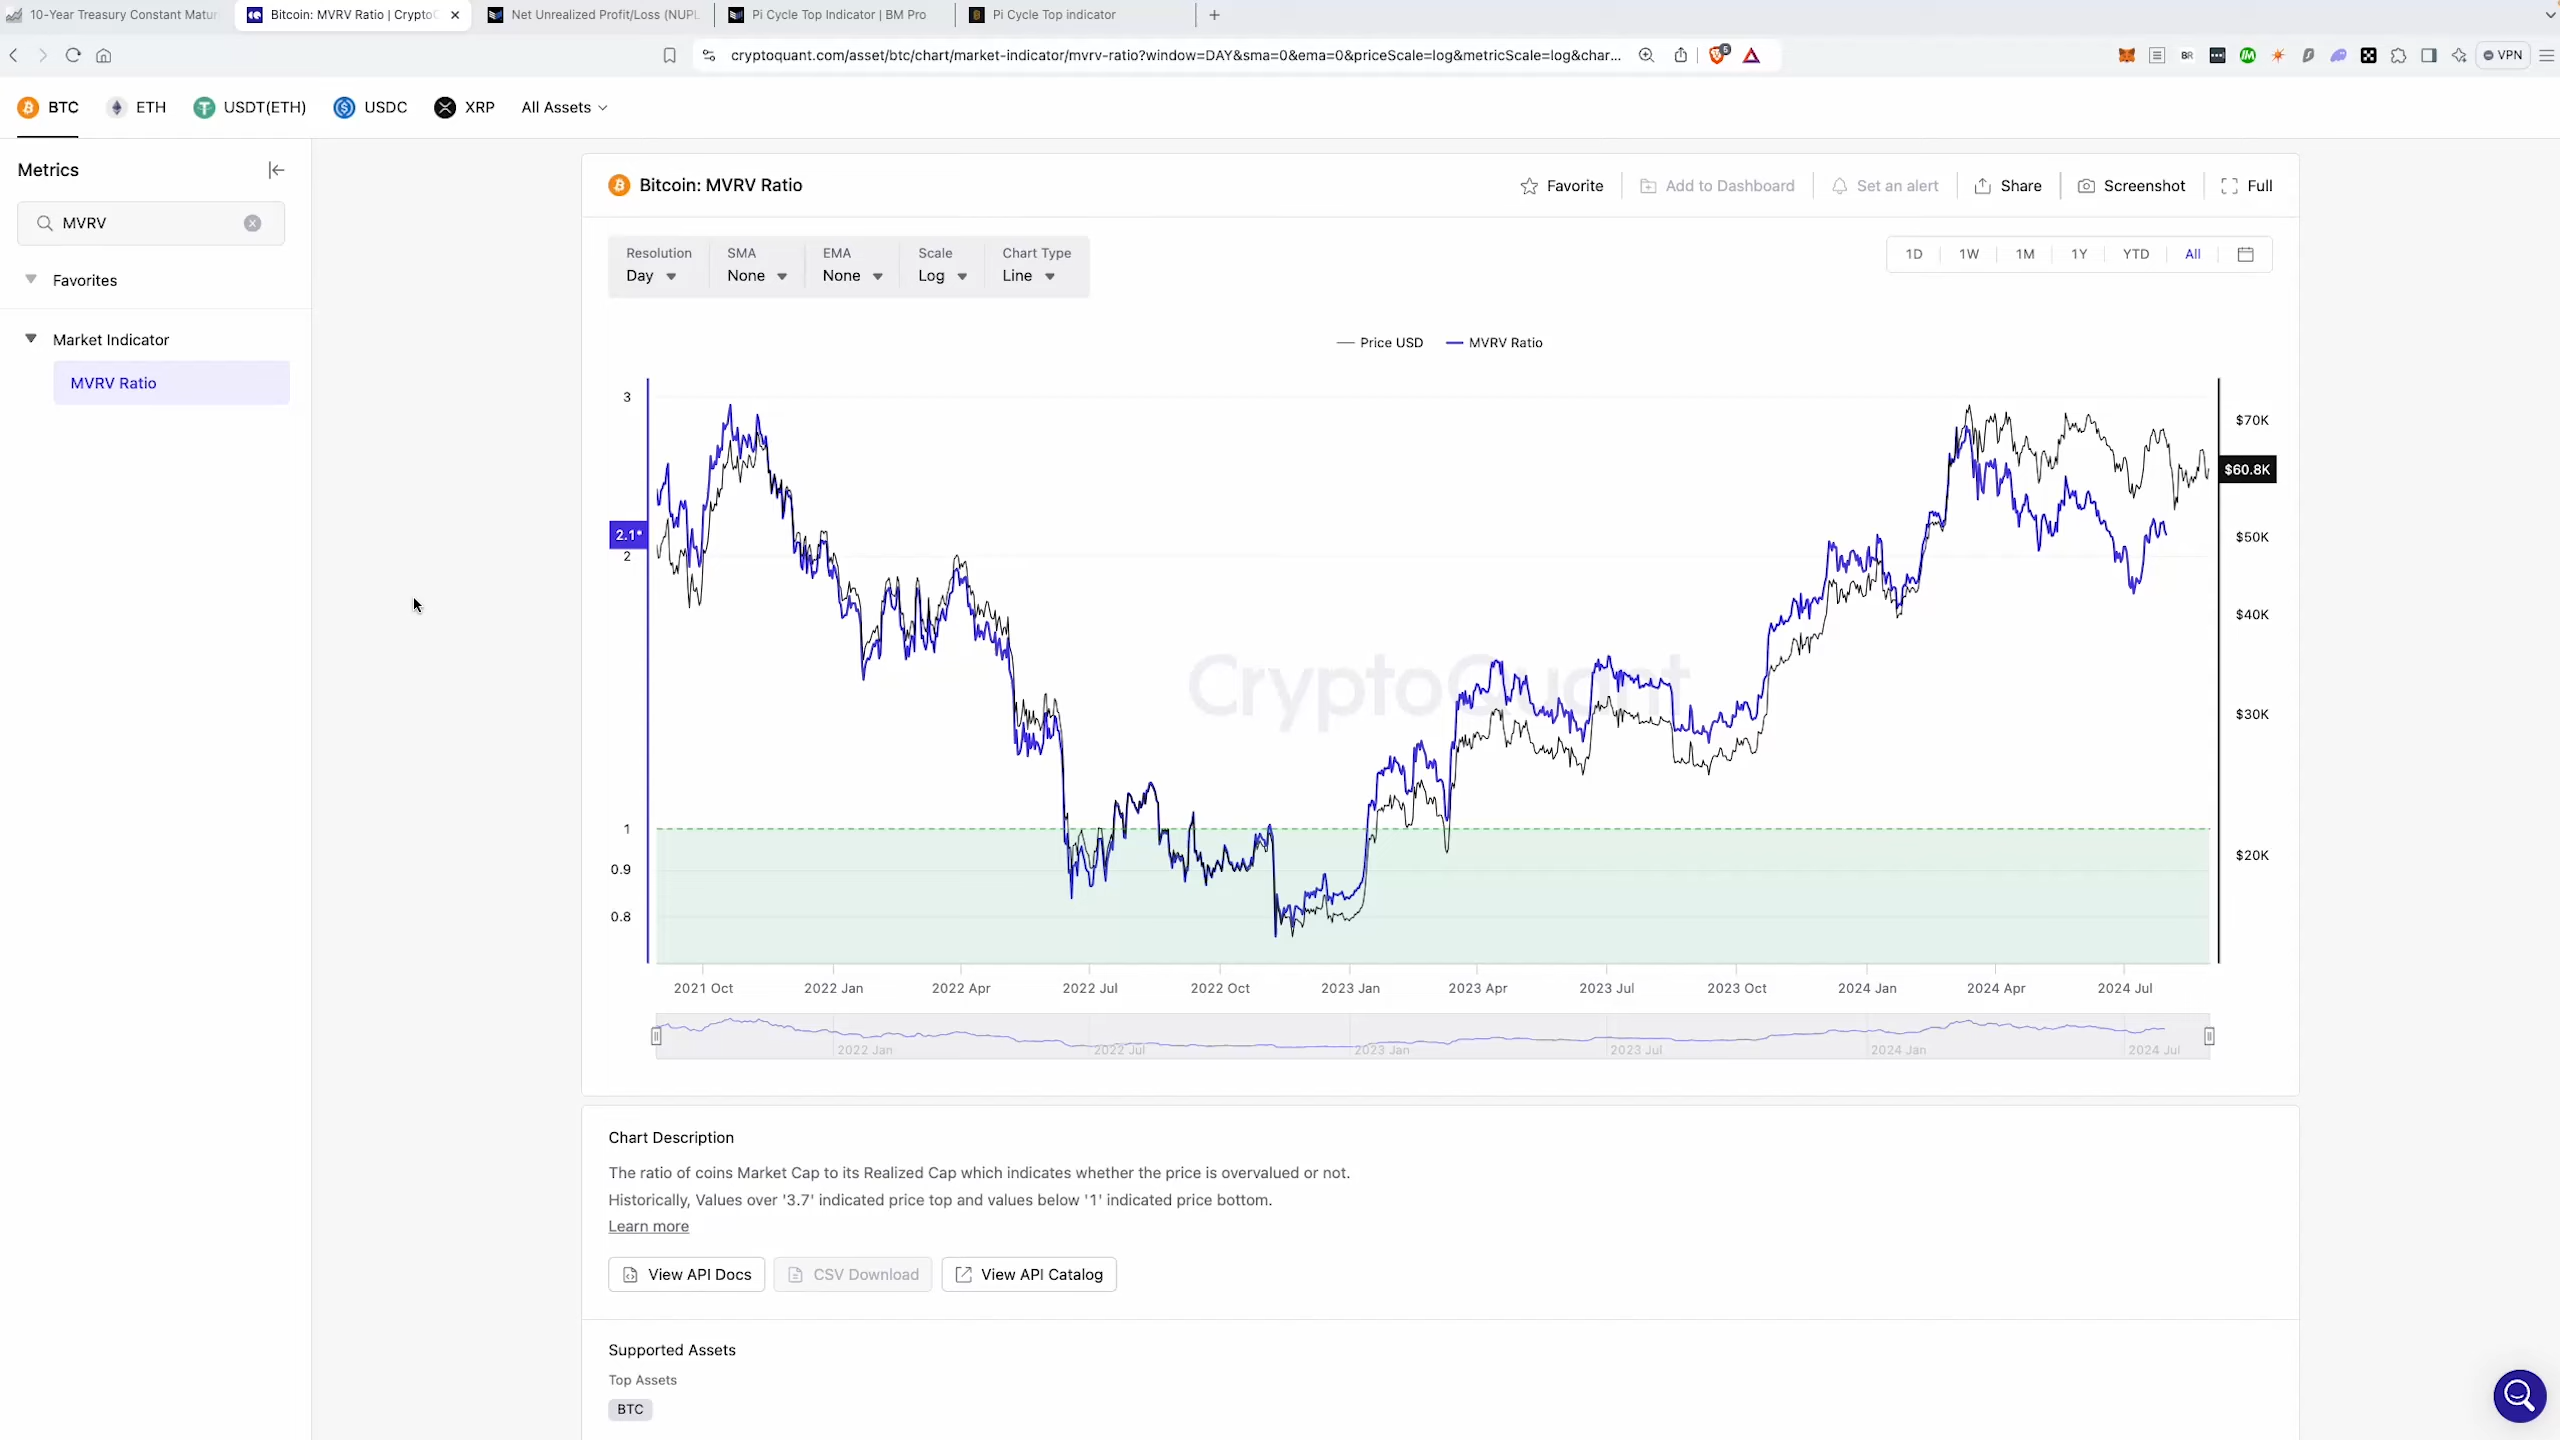 10-Year Treasury Constant Matur
Bitcoin: MVRV Ratio | CryptoC
Net Unrealized Profit/Loss (NUPL
Pi Cycle Top Indicator | BM Pro
Pi Cycle Top indicator
cryptoquant.com/asset/btc/chart/market-indicator/mvrv-ratio?window=DAY&sma=0&ema=0&priceScale=log&metricScale=log&char...
5
BR
VPN
BTC
ETH
USDT(ETH)
USDC
XRP
All Assets
Metrics
MVRV
Favorites
Market Indicator
MVRV Ratio
Bitcoin: MVRV Ratio
Favorite
Add to Dashboard
Set an alert
Share
Screenshot
Full
Resolution SMA EMA Scale Chart Type
Day None None Log Line
1D 1W 1M 1Y YTD All
Price USD MVRV Ratio
3
2.1*
2
1
0.9
0.8
$70K
$60.8K
$50K
$40K
$30K
$20K
CryptoQuant
2021 Oct 2022 Jan 2022 Apr 2022 Jul 2022 Oct 2023 Jan 2023 Apr 2023 Jul 2023 Oct 2024 Jan 2024 Apr 2024 Jul
2022 Jan 2022 Jul 2023 Jan 2023 Jul 2024 Jan 2024 Jul
Chart Description
The ratio of coins Market Cap to its Realized Cap which indicates whether the price is overvalued or not.
Historically, Values over '3.7' indicated price top and values below '1' indicated price bottom.
Learn more
View API Docs
CSV Download
View API Catalog
Supported Assets
Top Assets
BTC